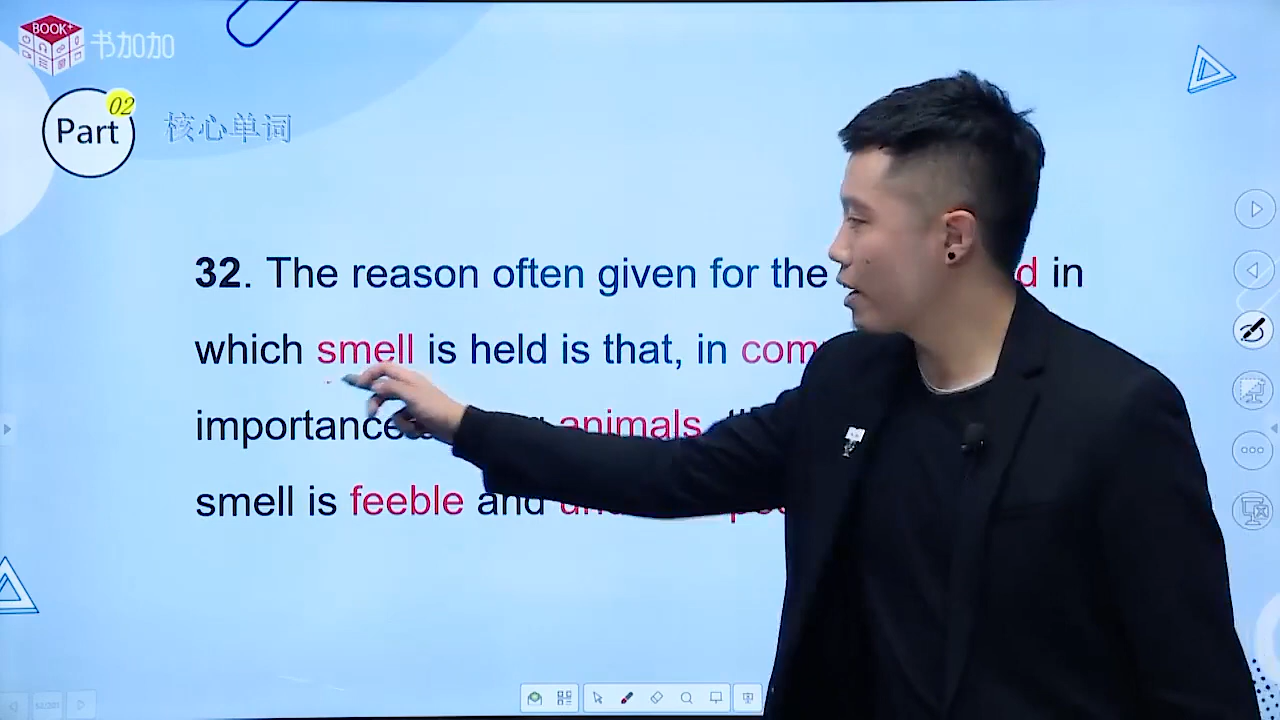 BOOK+
书加加
Part 02
核心单词
32. The reason often given for the in
which smell is held is that, in
importance animals,
smell is feeble and